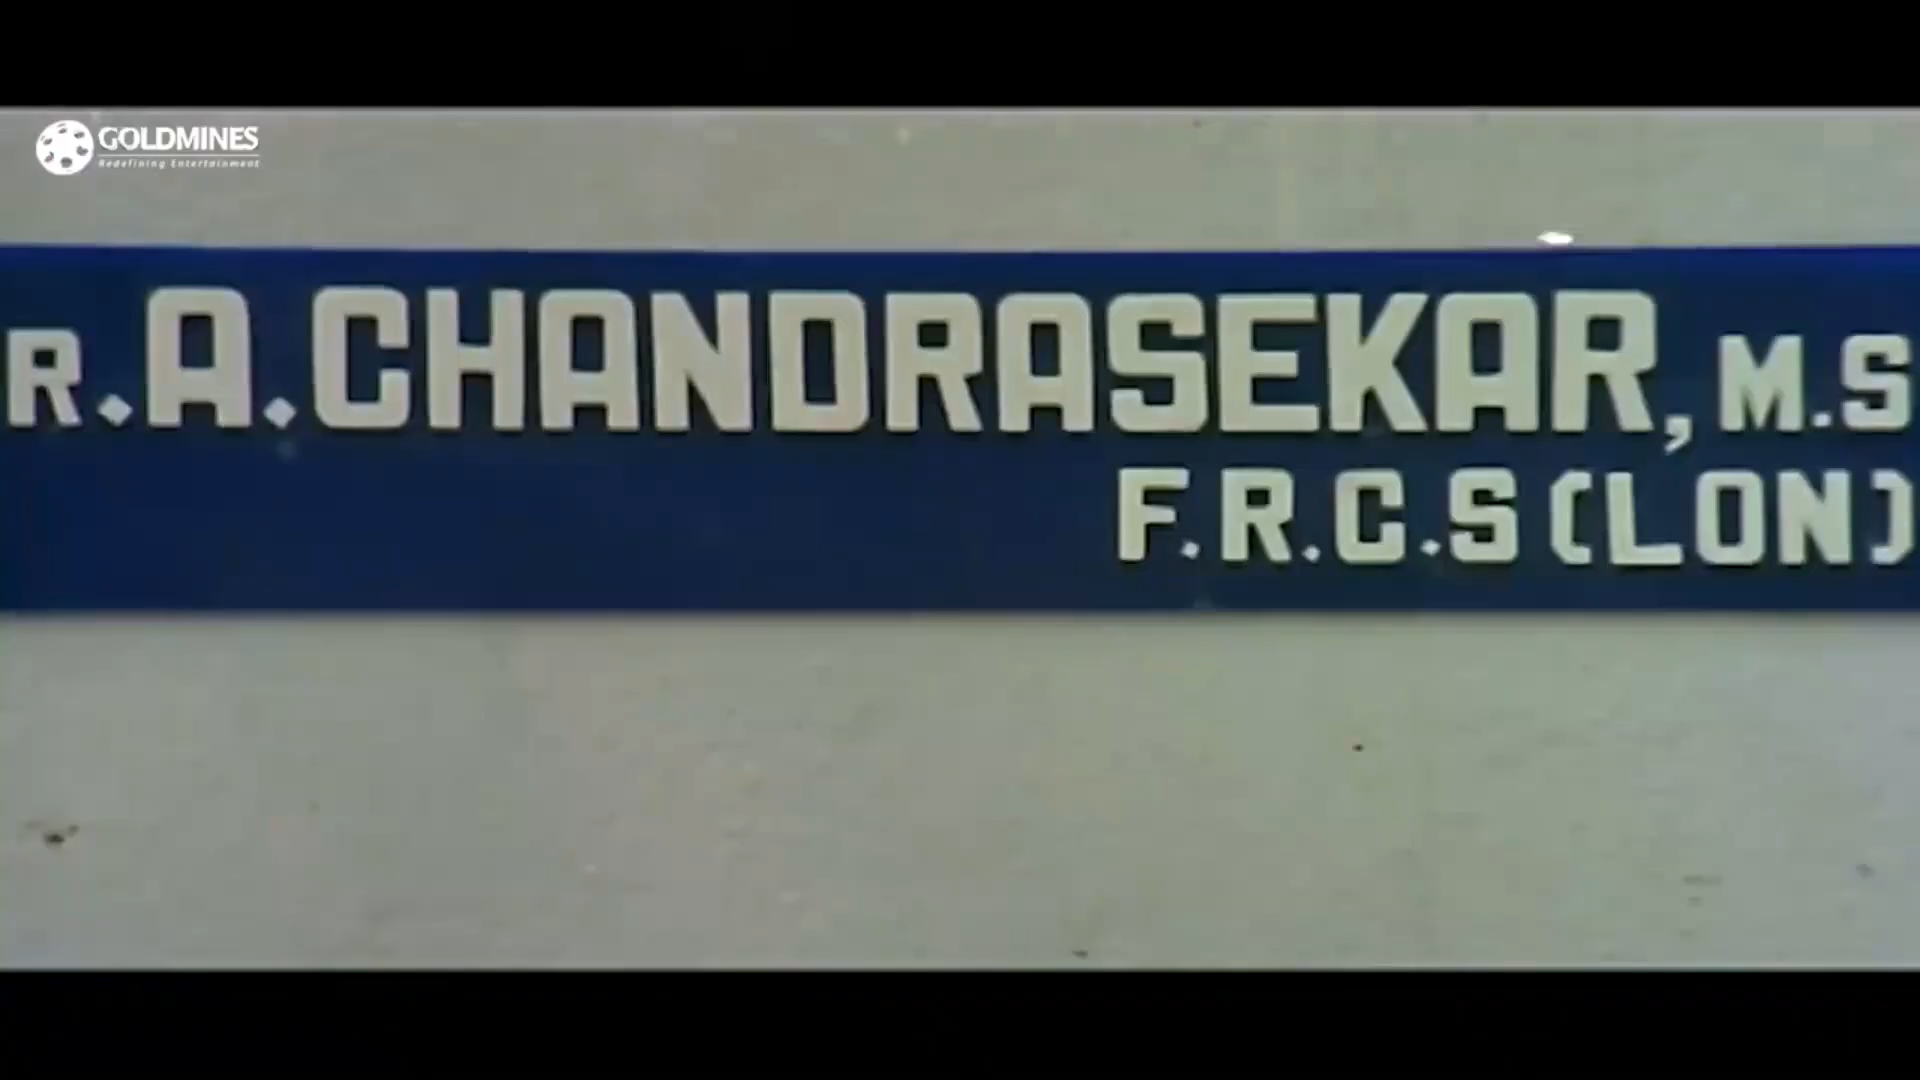 GOLDMINES
Redefining Entertainment
R.A.CHANDRASEKAR, M.S
F.R.C.S (LON)